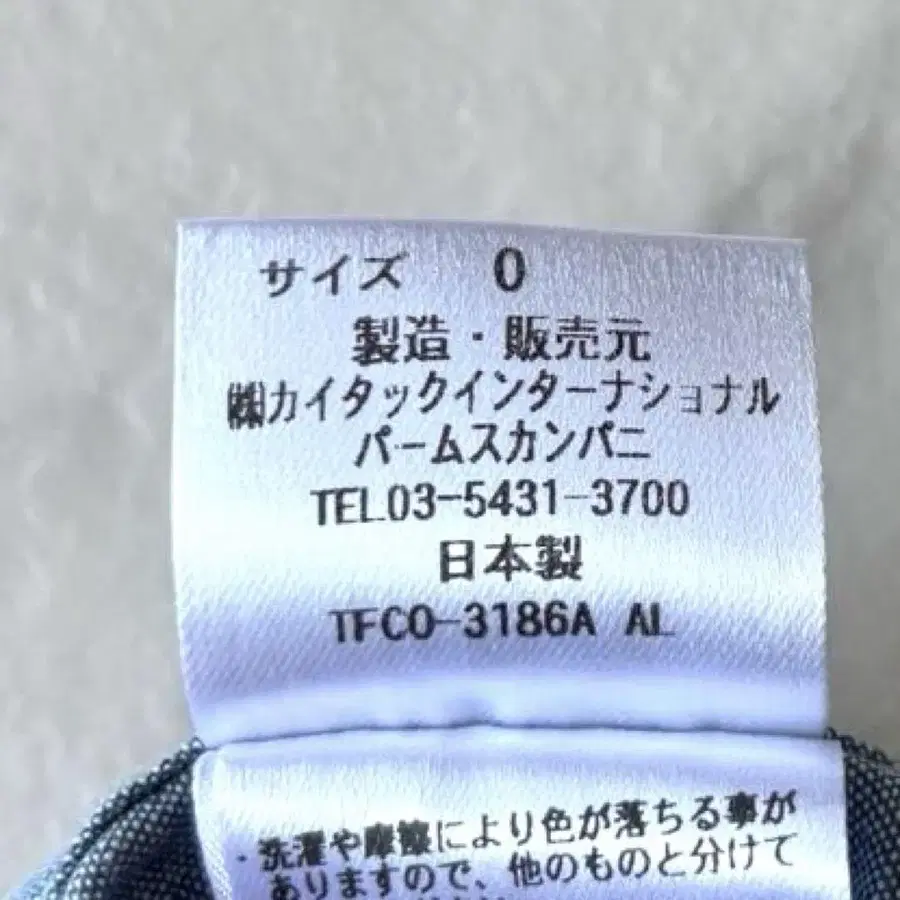 サイズ 0
製造・販売元
㈱カイタックインターナショナル
パームスカンパニ
TEL.03-5431-3700
日本製
TFCO-3186A AL
・洗濯や摩擦により色が落ちる事が
ありますので、他のものと分けて